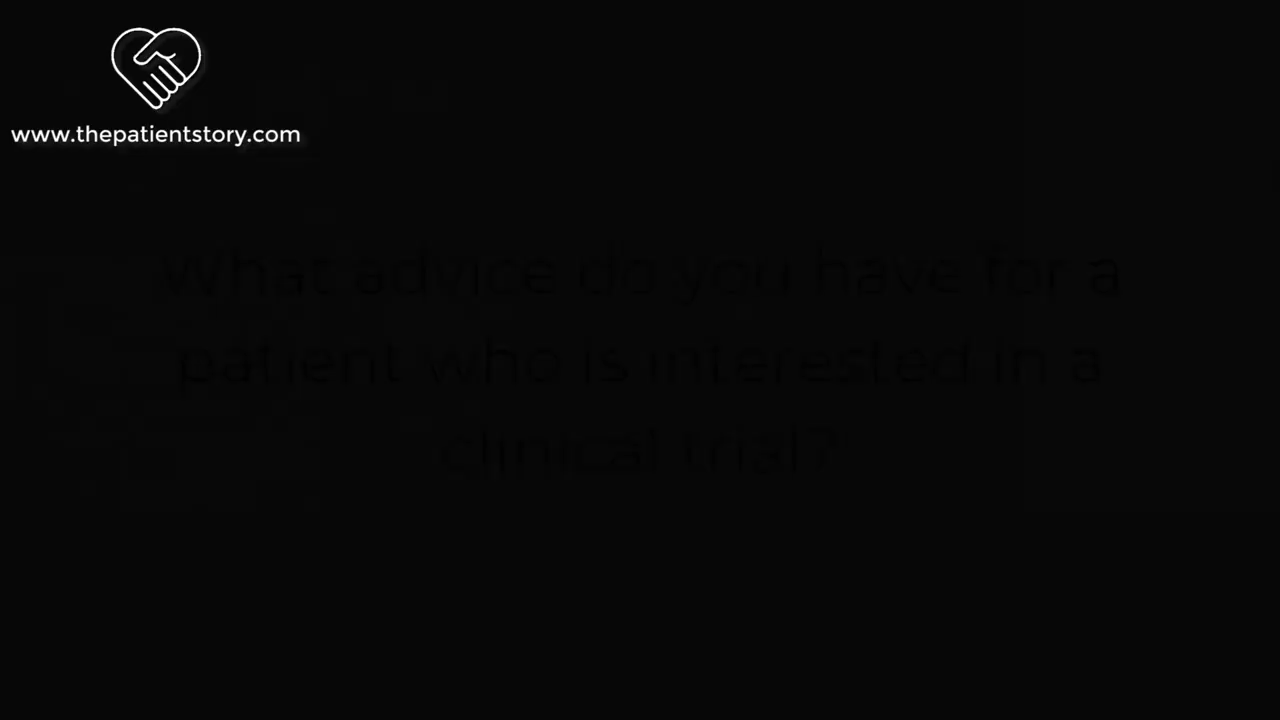 www.thepatientstory.com
What advice do you have for a
patient who is interested in a
clinical trial?